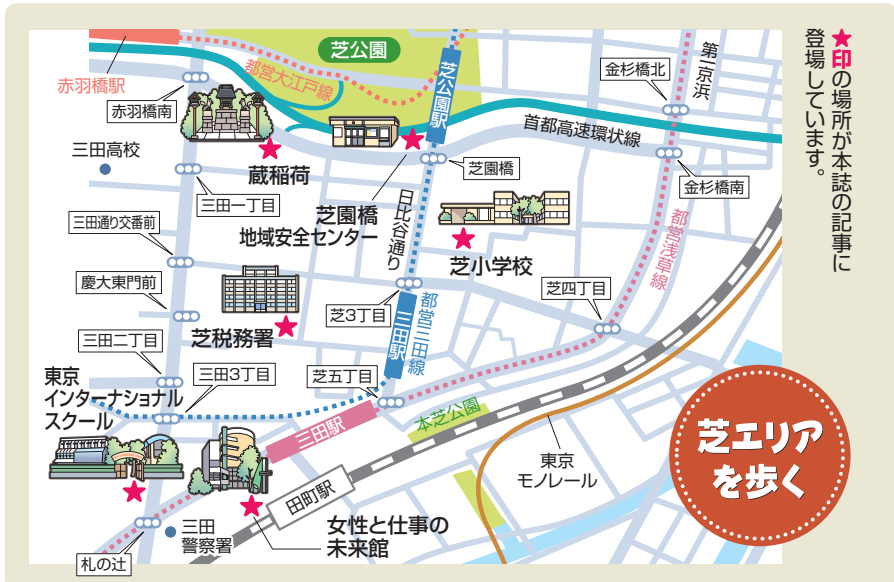 ★印の場所が本誌の記事に
登場しています。
芝公園
都営大江戸線
赤羽橋駅
赤羽橋南
芝公園駅
金杉橋北
第一京浜
首都高速環状線
三田高校
蔵稲荷
芝園橋
金杉橋南
三田一丁目
芝園橋
地域安全センター
日比谷通り
都営浅草線
三田通り交番前
芝小学校
慶大東門前
芝3丁目
芝四丁目
芝税務署
都営三田線
三田駅
三田二丁目
三田3丁目
芝五丁目
東京
インターナショナル
スクール
三田駅
本芝公園
芝エリア
を歩く
東京
モノレール
田町駅
女性と仕事の
未来館
三田
警察署
札の辻